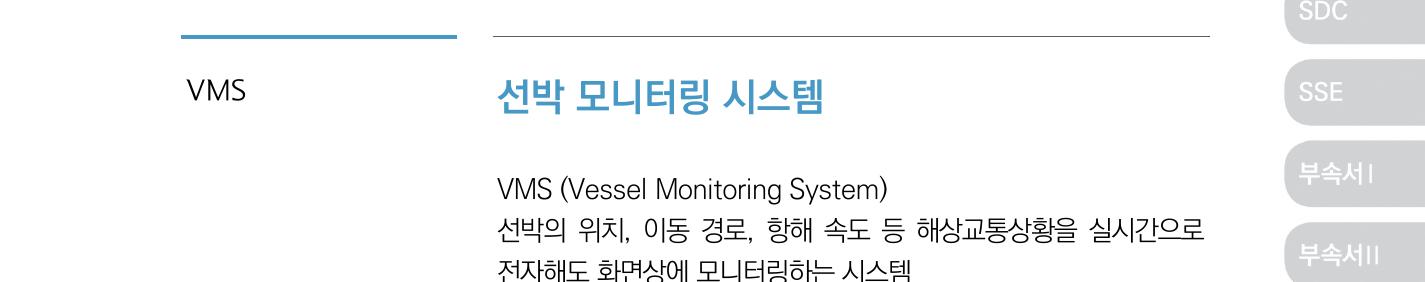 SDC
VMS
선박 모니터링 시스템
SSE
부속서Ⅰ
VMS (Vessel Monitoring System)
선박의 위치, 이동 경로, 항해 속도 등 해상교통상황을 실시간으로
부속서Ⅱ
전자해도 화면상에 모니터링하는 시스템